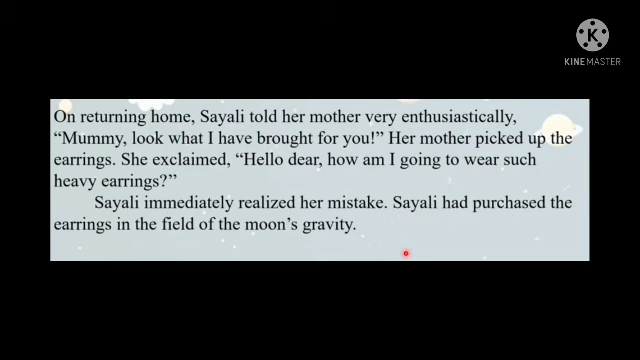 K
KINEMASTER
On returning home, Sayali told her mother very enthusiastically,
“Mummy, look what I have brought for you!” Her mother picked up the
earrings. She exclaimed, “Hello dear, how am I going to wear such
heavy earrings?”
Sayali immediately realized her mistake. Sayali had purchased the
earrings in the field of the moon’s gravity.